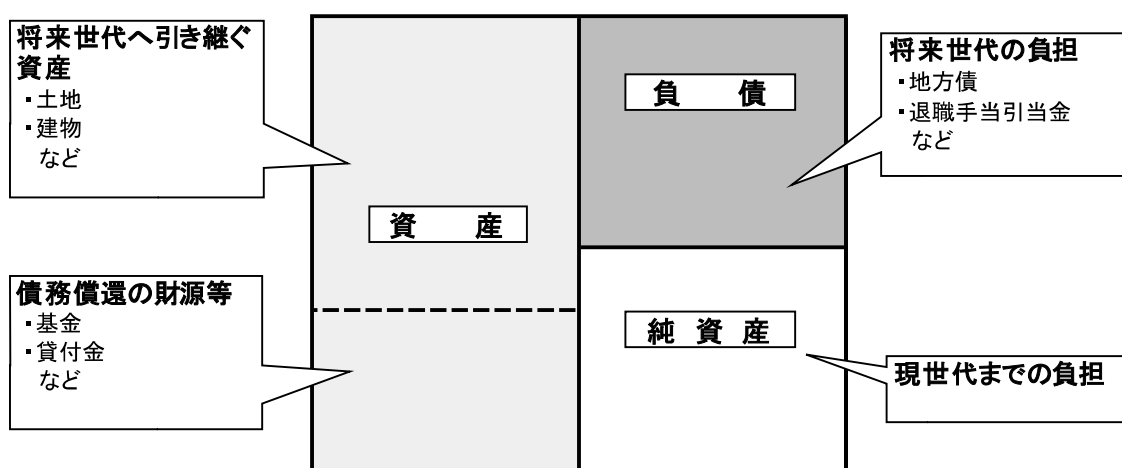 将来世代へ引き継ぐ
資産
・土地
・建物
など
債務償還の財源等
・基金
・貸付金
など
資 産
負 債
純 資 産
将来世代の負担
・地方債
・退職手当引当金
など
現世代までの負担